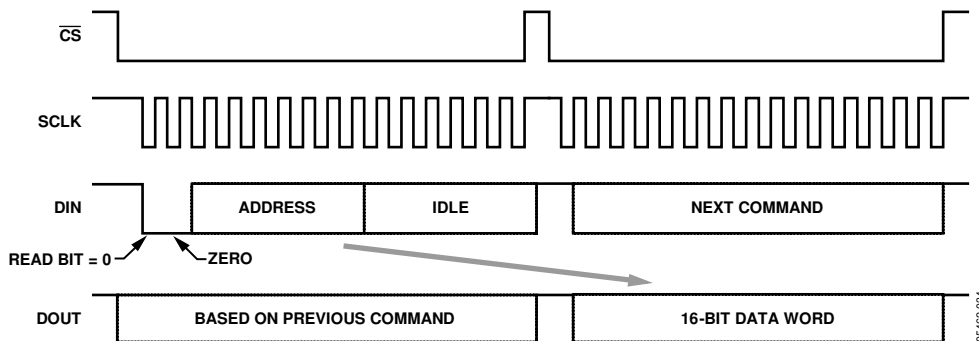 CS
SCLK
DIN
ADDRESS
IDLE
NEXT COMMAND
READ BIT = 0
ZERO
DOUT
BASED ON PREVIOUS COMMAND
16-BIT DATA WORD